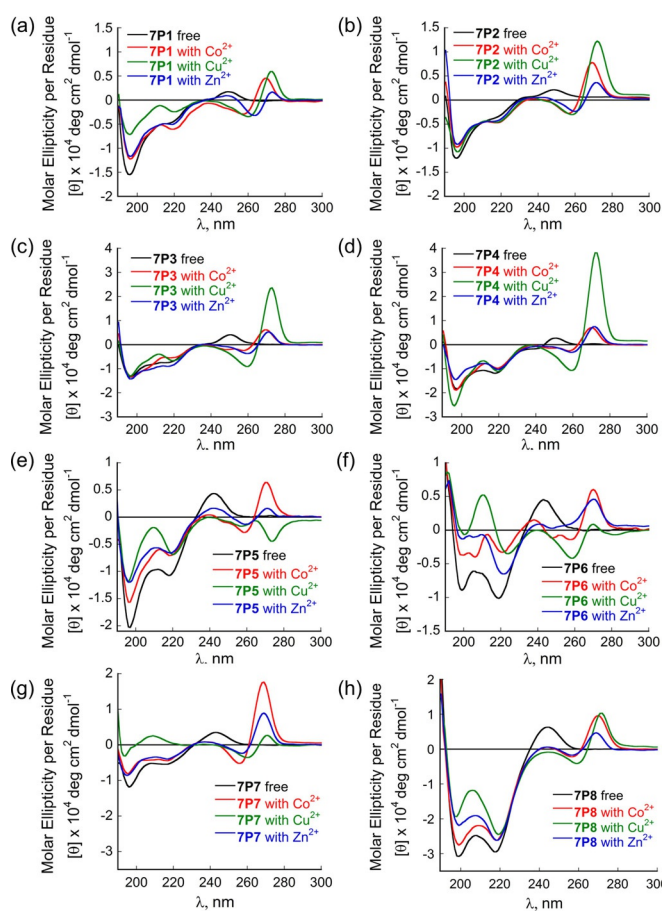 (a)
7P1 free
7P1 with Co2+
7P1 with Cu2+
7P1 with Zn2+
Molar Ellipticity per Residue
[θ] x 10⁴ deg cm² dmol⁻¹
1
0.5
0
-0.5
-1
-1.5
-2
200 220 240 260 280 300
λ, nm
(b)
7P2 free
7P2 with Co²⁺
7P2 with Cu²⁺
7P2 with Zn²⁺
Molar Ellipticity per Residue
[θ] x 10⁴ deg cm² dmol⁻¹
1.5
1
0.5
0
-0.5
-1
-1.5
-2
200 220 240 260 280 300
λ, nm
(c)
7P3 free
7P3 with Co²⁺
7P3 with Cu²⁺
7P3 with Zn²⁺
Molar Ellipticity per Residue
[θ] x 10⁴ deg cm² dmol⁻¹
4
3
2
1
0
-1
-2
-3
200 220 240 260 280 300
λ. nm
(d)
7P4 free
7P4 with Co²⁺
7P4 with Cu²⁺
7P4 with Zn²⁺
Molar Ellipticity per Residue
[θ] x 10⁴ deg cm² dmol⁻¹
4
3
2
1
0
-1
-2
-3
200 220 240 260 280 300
λ, nm
(e)
7P5 free
7P5 with Co²⁺
7P5 with Cu²⁺
7P5 with Zn²⁺
Molar Ellipticity per Residue
[θ] x 10⁴ deg cm² dmol⁻¹
1
0.5
0
-0.5
-1
-1.5
-2
200 220 240 260 280 300
λ. nm
(f)
7P6 free
7P6 with Co²⁺
7P6 with Cu²⁺
7P6 with Zn²⁺
Molar Ellipticity per Residue
[θ] x 10⁴ deg cm² dmol⁻¹
1
0.5
0
-0.5
-1
-1.5
200 220 240 260 280 300
λ, nm
(g)
7P7 free
7P7 with Co²⁺
7P7 with Cu²⁺
7P7 with Zn²⁺
Molar Ellipticity per Residue
[θ] x 10⁴ deg cm² dmol⁻¹
2
1
0
-1
-2
-3
200 220 240 260 280 300
λ, nm
(h)
7P8 free
7P8 with Co²⁺
7P8 with Cu²⁺
7P8 with Zn²⁺
Molar Ellipticity per Residue
[θ] x 10⁴ deg cm² dmol⁻¹
2
1
0
-1
-2
-3
200 220 240 260 280 300
λ, nm